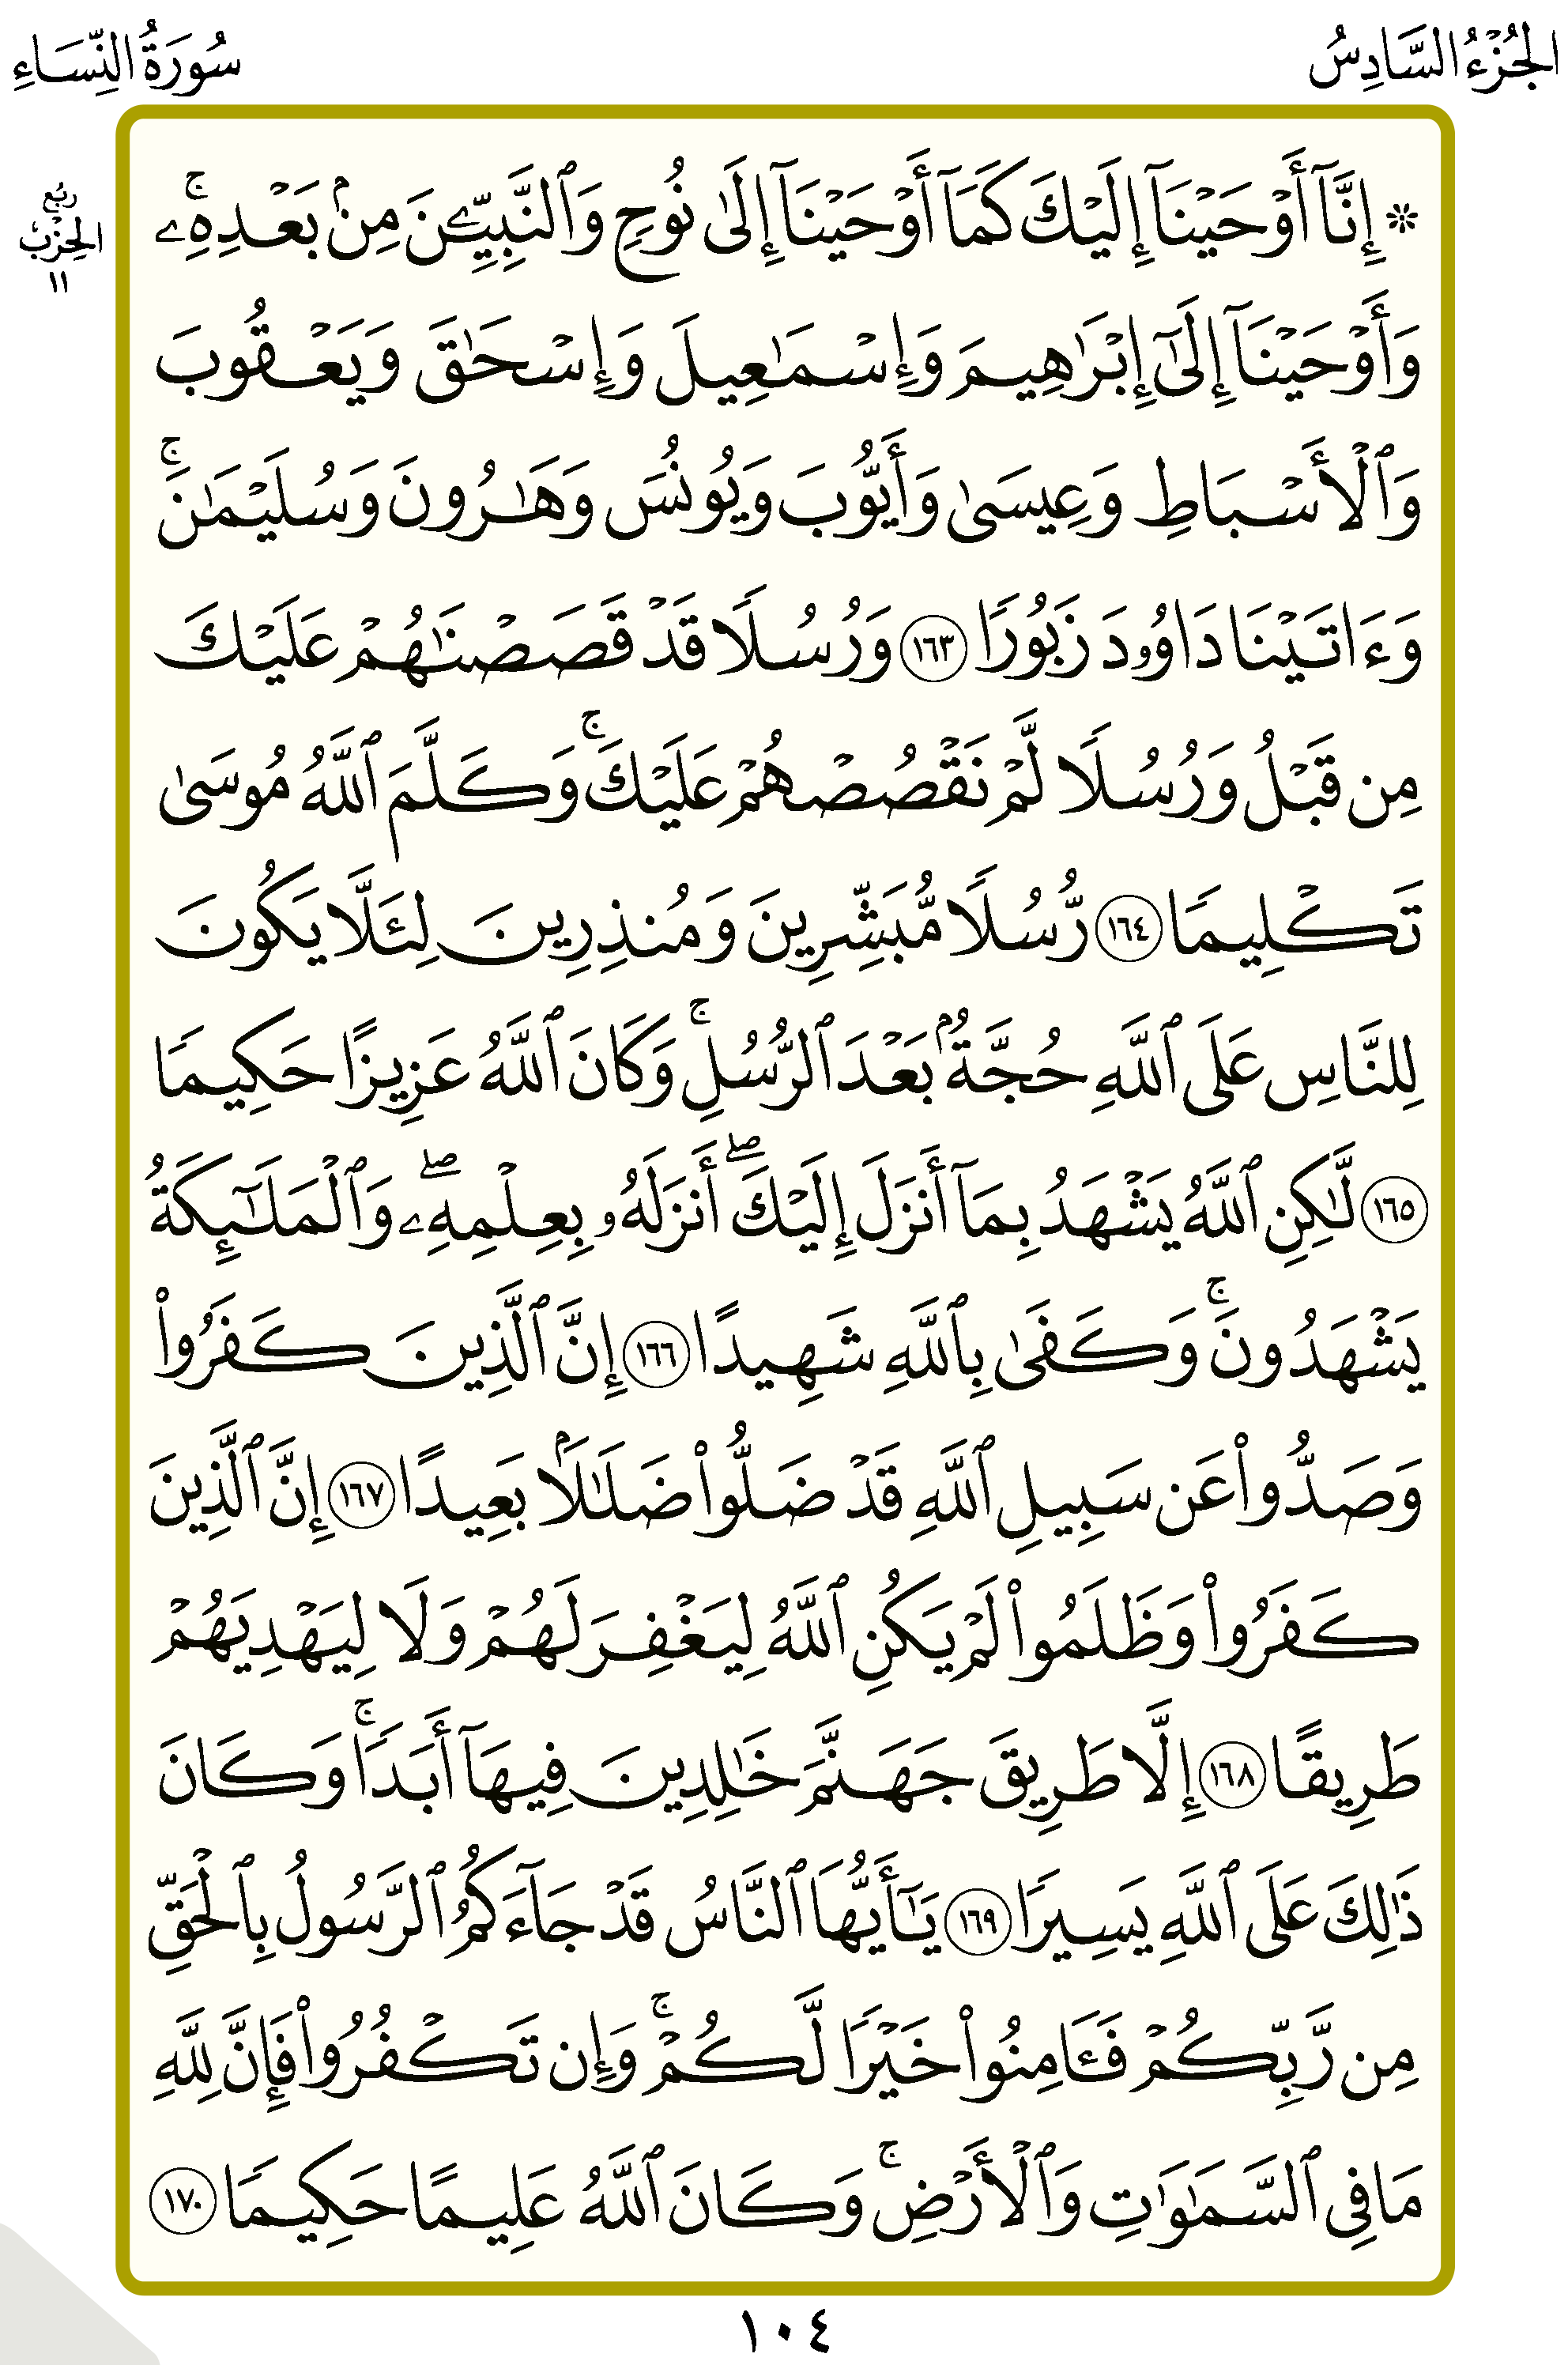 الجُزْءُ السَّادِسُ
سُورَةُ النِّسَاءِ
رُبُع
الحِزْبِ
١١
۞ إِنَّآ أَوْحَيْنَآ إِلَيْكَ كَمَآ أَوْحَيْنَآ إِلَىٰ نُوحٍ وَٱلنَّبِيِّـۧنَ مِنۢ بَعْدِهِۦۚ
وَأَوْحَيْنَآ إِلَىٰٓ إِبْرَٰهِيمَ وَإِسْمَٰعِيلَ وَإِسْحَٰقَ وَيَعْقُوبَ
وَٱلْأَسْبَاطِ وَعِيسَىٰ وَأَيُّوبَ وَيُونُسَ وَهَٰرُونَ وَسُلَيْمَٰنَۚ
وَءَاتَيْنَا دَاوُۥدَ زَبُورًا ١٦٣ وَرُسُلًا قَدْ قَصَصْنَٰهُمْ عَلَيْكَ
مِن قَبْلُ وَرُسُلًا لَّمْ نَقْصُصْهُمْ عَلَيْكَۚ وَكَلَّمَ ٱللَّهُ مُوسَىٰ
تَكْلِيمًا ١٦٤ رُّسُلًا مُّبَشِّرِينَ وَمُنذِرِينَ لِئَلَّا يَكُونَ
لِلنَّاسِ عَلَى ٱللَّهِ حُجَّةٌۢ بَعْدَ ٱلرُّسُلِۚ وَكَانَ ٱللَّهُ عَزِيزًا حَكِيمًا
١٦٥ لَّٰكِنِ ٱللَّهُ يَشْهَدُ بِمَآ أَنزَلَ إِلَيْكَۖ أَنزَلَهُۥ بِعِلْمِهِۦۖ وَٱلْمَلَٰٓئِكَةُ
يَشْهَدُونَۚ وَكَفَىٰ بِٱللَّهِ شَهِيدًا ١٦٦ إِنَّ ٱلَّذِينَ كَفَرُوا۟
وَصَدُّوا۟ عَن سَبِيلِ ٱللَّهِ قَدْ ضَلُّوا۟ ضَلَٰلًۢا بَعِيدًا ١٦٧ إِنَّ ٱلَّذِينَ
كَفَرُوا۟ وَظَلَمُوا۟ لَمْ يَكُنِ ٱللَّهُ لِيَغْفِرَ لَهُمْ وَلَا لِيَهْدِيَهُمْ
طَرِيقًا ١٦٨ إِلَّا طَرِيقَ جَهَنَّمَ خَٰلِدِينَ فِيهَآ أَبَدًاۚ وَكَانَ
ذَٰلِكَ عَلَى ٱللَّهِ يَسِيرًا ١٦٩ يَٰٓأَيُّهَا ٱلنَّاسُ قَدْ جَآءَكُمُ ٱلرَّسُولُ بِٱلْحَقِّ
مِن رَّبِّكُمْ فَـَٔامِنُوا۟ خَيْرًا لَّكُمْۚ وَإِن تَكْفُرُوا۟ فَإِنَّ لِلَّهِ
مَا فِى ٱلسَّمَٰوَٰتِ وَٱلْأَرْضِۚ وَكَانَ ٱللَّهُ عَلِيمًا حَكِيمًا ١٧٠
١٠٤